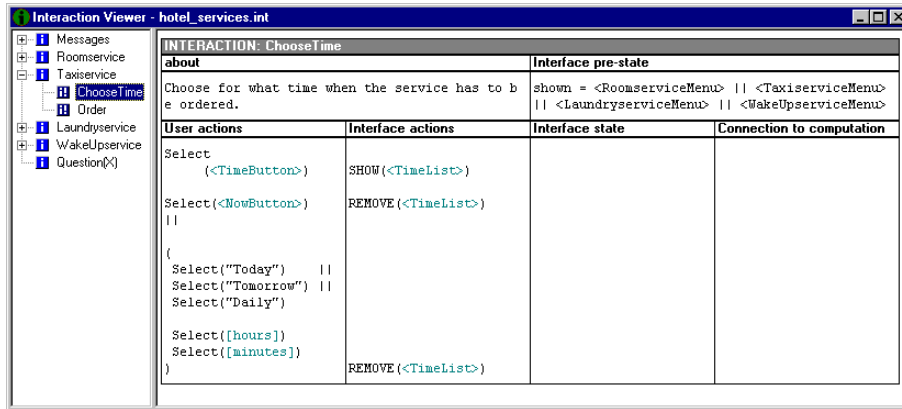 Interaction Viewer - hotel_services.int
Messages
Roomservice
Taxiservice
ChooseTime
Order
Laundryservice
WakeUpservice
Question(X)
INTERACTION: ChooseTime
about
Interface pre-state
Choose for what time when the service has to b
e ordered.
shown = <RoomserviceMenu> || <TaxiserviceMenu>
|| <LaundryserviceMenu> || <WakeUpserviceMenu>
User actions Interface actions Interface state Connection to computation
Select
(<TimeButton>) SHOW(<TimeList>)
Select(<NowButton>) REMOVE(<TimeList>)
||
(
Select("Today") ||
Select("Tomorrow") ||
Select("Daily")
Select([hours])
Select([minutes])
) REMOVE(<TimeList>)